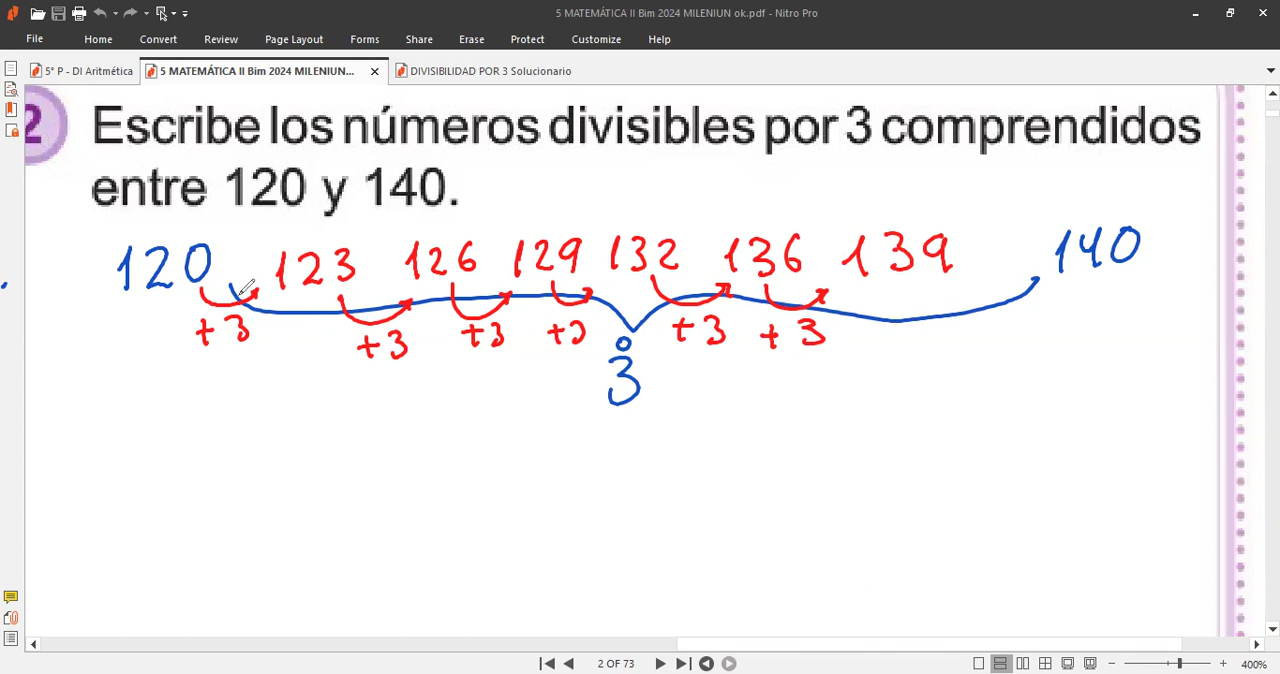 5 MATEMÁTICA II Bim 2024 MILENIUN ok.pdf - Nitro Pro
File Home Convert Review Page Layout Forms Share Erase Protect Customize Help
5° P - DI Aritmética 5 MATEMÁTICA II Bim 2024 MILENIUN... DIVISIBILIDAD POR 3 Solucionario
2 Escribe los números divisibles por 3 comprendidos
entre 120 y 140.
120 123 126 129 132 136 139 140
+3 +3 +3 +3 +3 +3
3
2 OF 73 400%